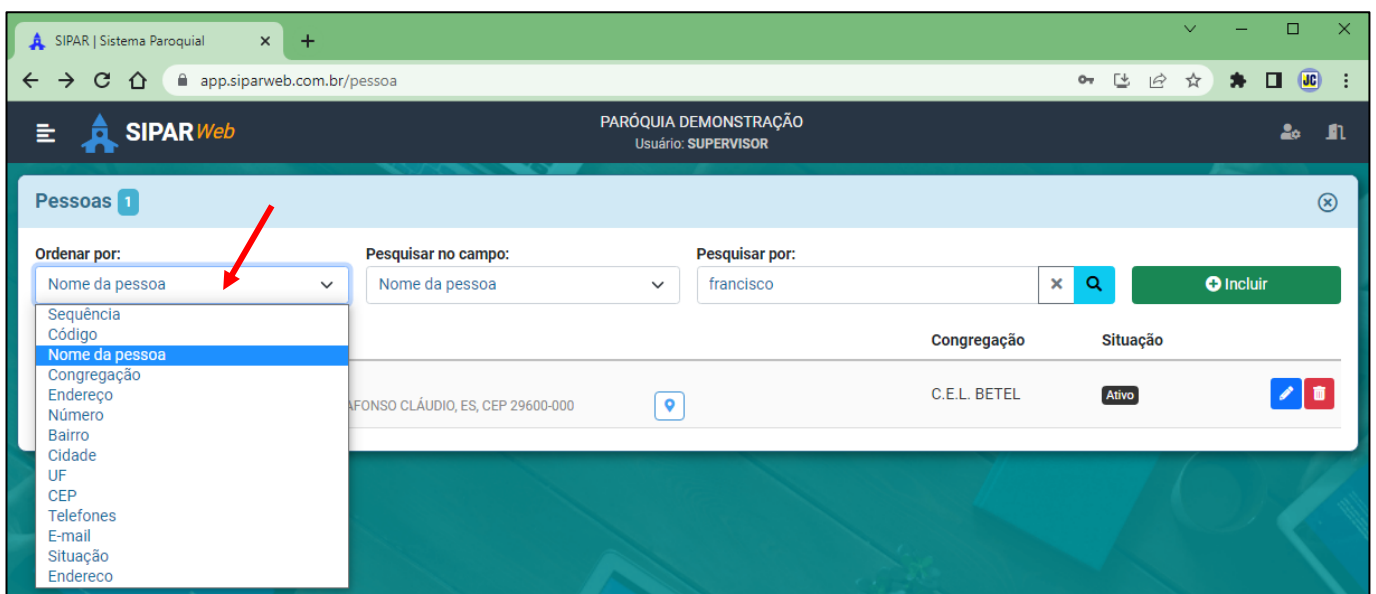 SIPAR | Sistema Paroquial
app.siparweb.com.br/pessoa
JC
SIPAR Web
PARÓQUIA DEMONSTRAÇÃO
Usuário: SUPERVISOR
Pessoas 1
Ordenar por: Pesquisar no campo: Pesquisar por:
Nome da pessoa Nome da pessoa francisco Incluir
Sequência
Código
Nome da pessoa
Congregação
Endereço
Número
Bairro
Cidade
UF
CEP
Telefones
E-mail
Situação
Endereco
Congregação Situação
AFONSO CLÁUDIO, ES, CEP 29600-000
C.E.L. BETEL Ativo